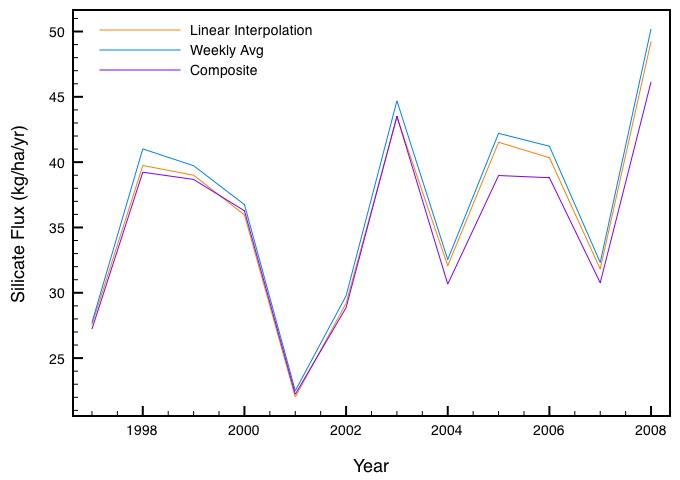 Linear Interpolation
Weekly Avg
Composite
Silicate Flux (kg/ha/yr)
50
45
40
35
30
25
1998 2000 2002 2004 2006 2008
Year